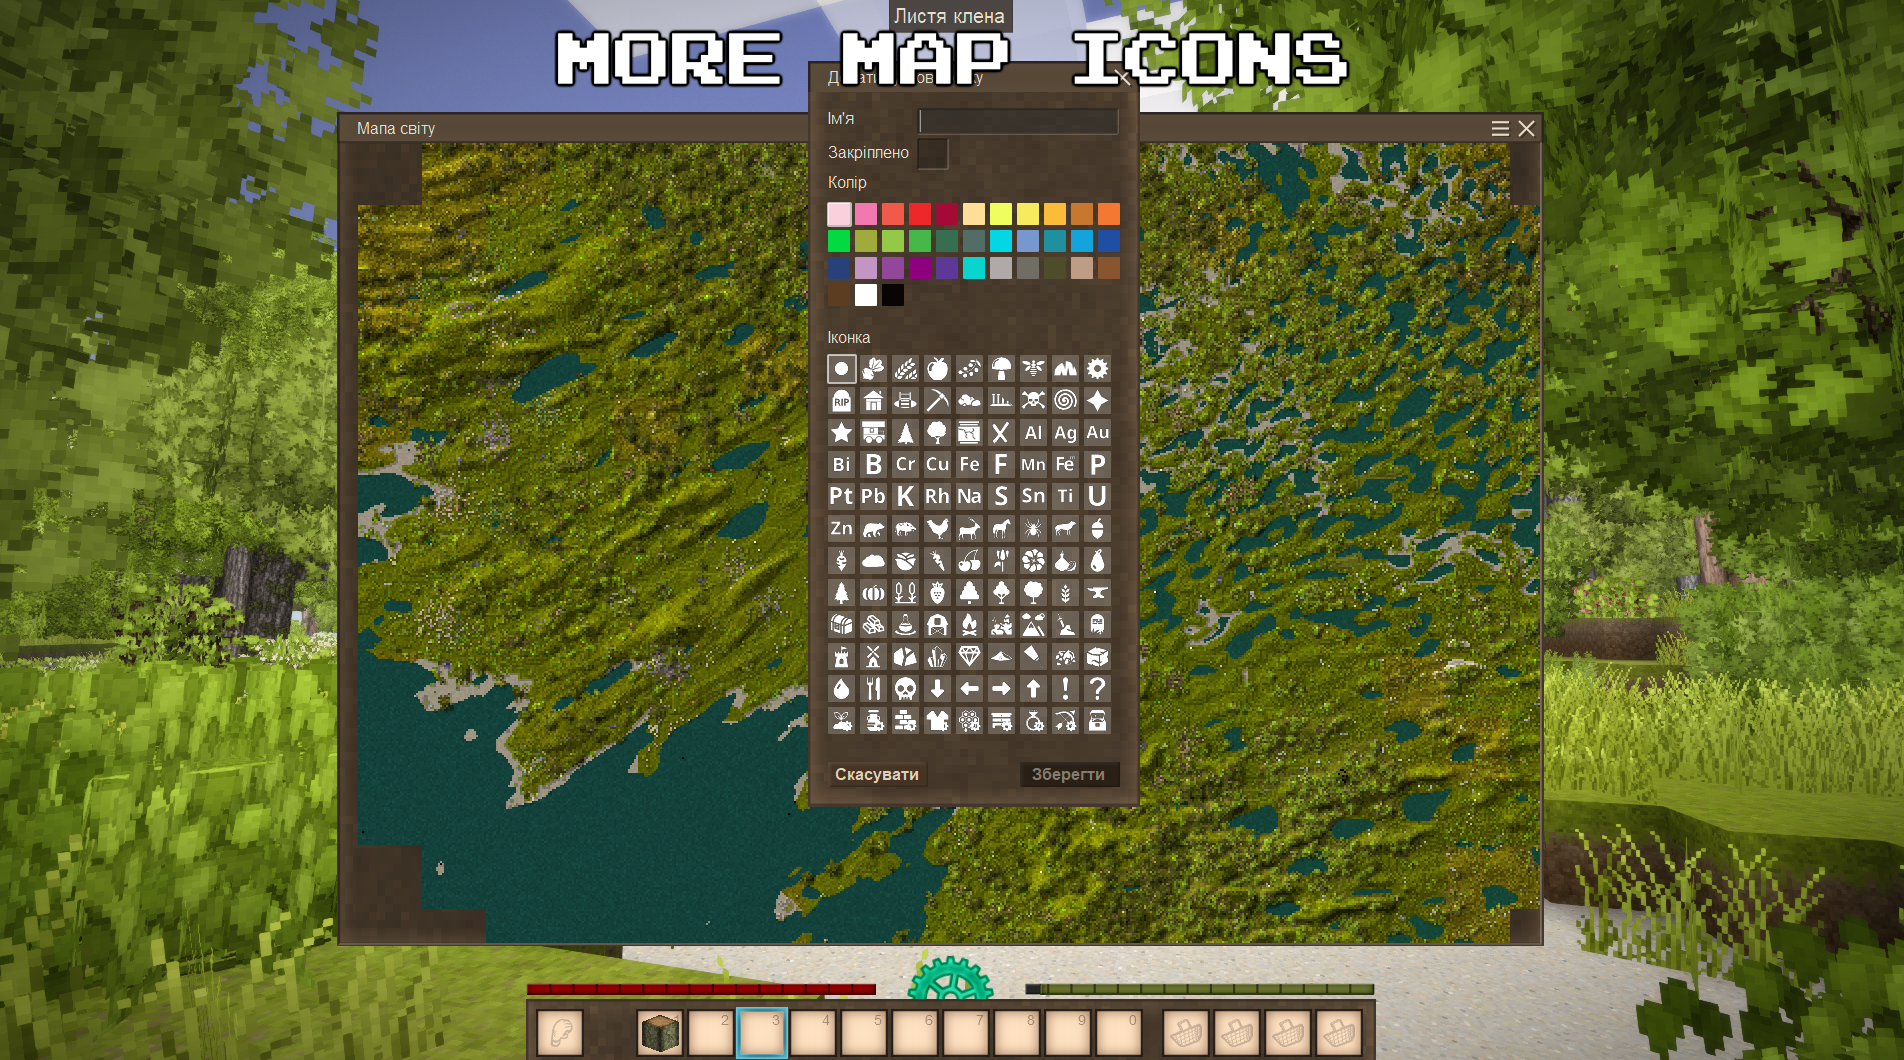 Листя клена
MORE MAP ICONS
Мапа світу
Ім'я
Закріплено
Колір
Іконка
RIP
Al Ag Au
Bi B Cr Cu Fe F Mn Fe P
Pt Pb K Rh Na S Sn Ti U
Zn
! ?
Скасувати Зберегти
2 3 4 5 6 7 8 9 0